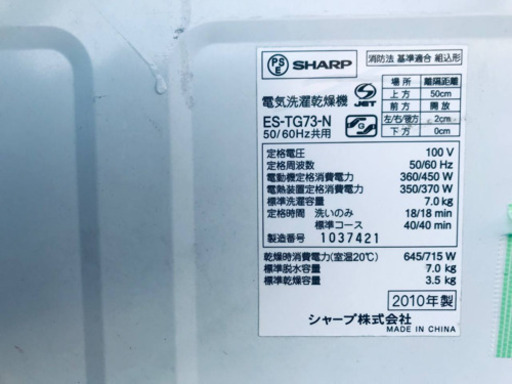 PS E SHARP
消防法 基準適合 組込形
電気洗濯乾燥機
ES-TG73-N
50/60Hz共用
JET
場所 離隔距離
上方 50cm
前方 開放
左/右/後方 2cm
下方 0cm
定格電圧 100 V
定格周波数 50/60 Hz
電動機定格消費電力 360/450 W
電熱装置定格消費電力 350/370 W
標準洗濯容量 7.0 kg
定格時間 洗いのみ 18/18 min
標準コース 40/40 min
製造番号 1037421
乾燥時消費電力(室温20℃) 645/715 W
標準脱水容量 7.0 kg
標準乾燥容量 3.5 kg
2010年製
シャープ株式会社
MADE IN CHINA